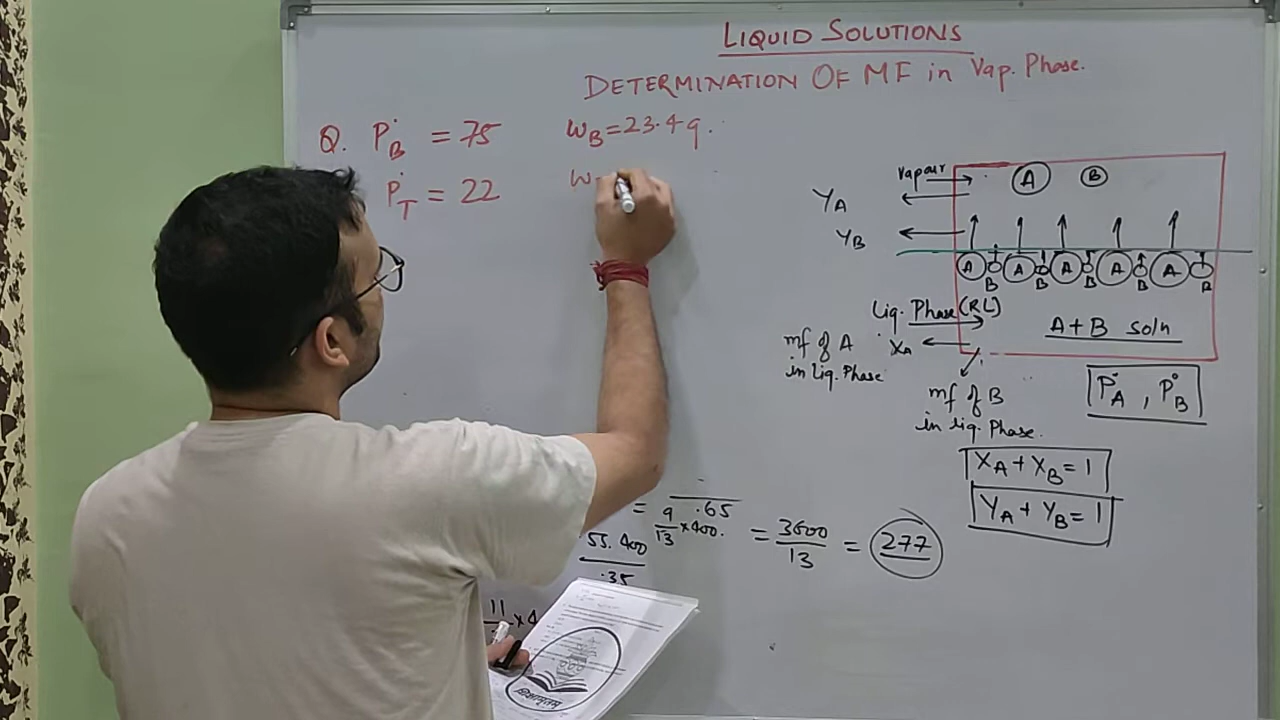 LIQUID SOLUTIONS
DETERMINATION OF MF in Vap. Phase.
Q. P°B = 75
wB = 23.4 g.
P°T = 22
w
Vapour
A
B
YA
YB
A B A B A B A B A B
Liq. Phase (RL)
A+B soln
mf of A
in Liq. Phase
XA
mf of B
in liq. Phase.
P°A , P°B
XA + XB = 1
YA + YB = 1
= .65
9/13 × 400.
= 3600/13 = 277
.55. 400
.35
11
× 4
शिक्षामृतम